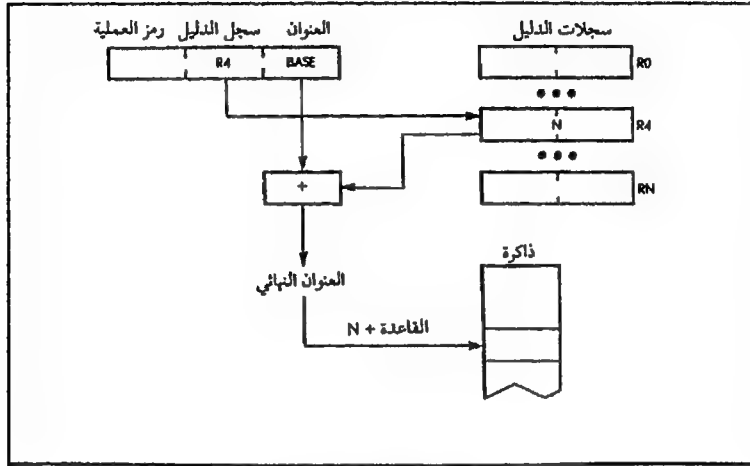 سجلات الدليل
رمز العملية سجل الدليل العنوان
R4 BASE
R0
•••
N R4
•••
+
RN
ذاكرة
العنوان النهائي
القاعدة + N